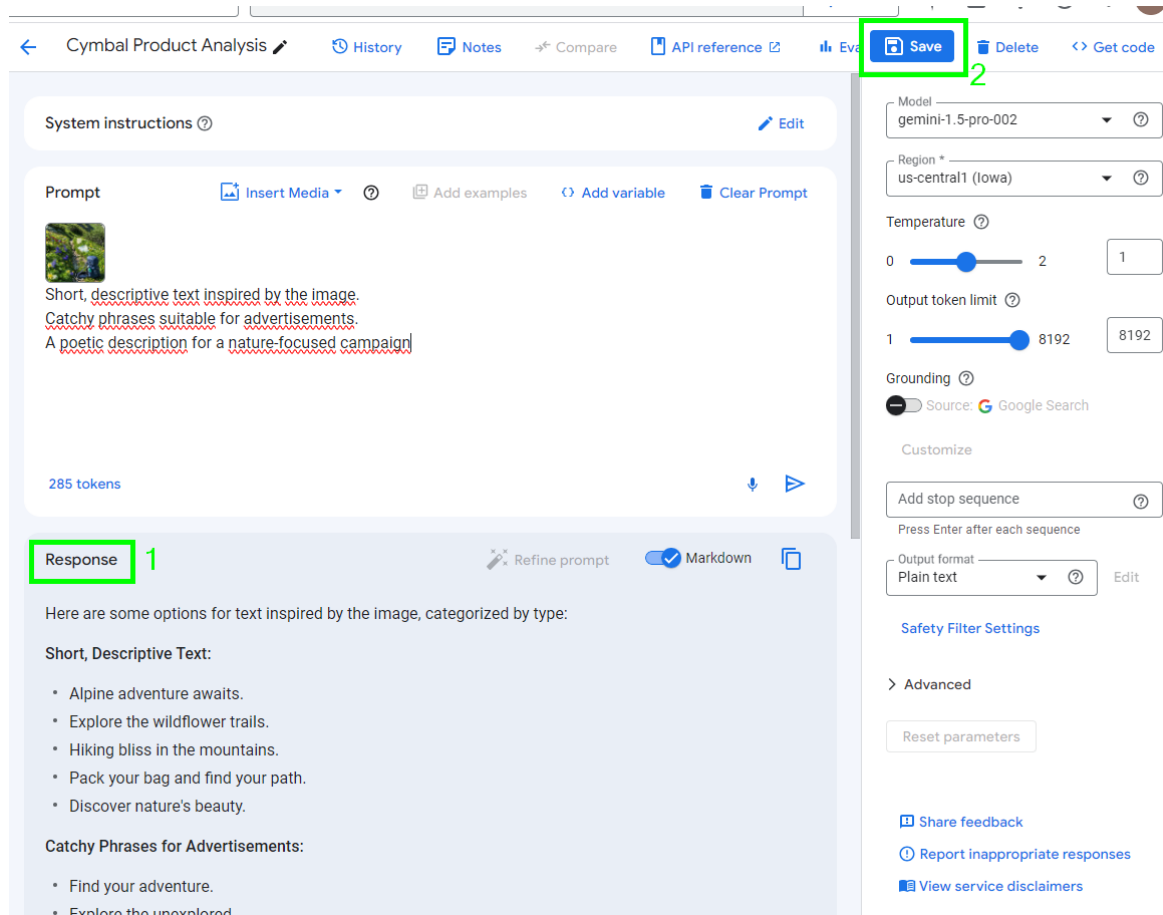 Cymbal Product Analysis
History
Notes
Compare
API reference
Save
Delete
Get code
2
System instructions
Edit
Prompt
Insert Media
Add examples
Add variable
Clear Prompt
Short, descriptive text inspired by the image.
Catchy phrases suitable for advertisements.
A poetic description for a nature-focused campaign
285 tokens
Response
1
Refine prompt
Markdown
Here are some options for text inspired by the image, categorized by type:
Short, Descriptive Text:
• Alpine adventure awaits.
• Explore the wildflower trails.
• Hiking bliss in the mountains.
• Pack your bag and find your path.
• Discover nature's beauty.
Catchy Phrases for Advertisements:
• Find your adventure.
• Explore the unexplored
Model
gemini-1.5-pro-002
Region *
us-central1 (Iowa)
Temperature
0 2 1
Output token limit
1 8192 8192
Grounding
Source: G Google Search
Customize
Add stop sequence
Press Enter after each sequence
Output format
Plain text
Edit
Safety Filter Settings
Advanced
Reset parameters
Share feedback
Report inappropriate responses
View service disclaimers